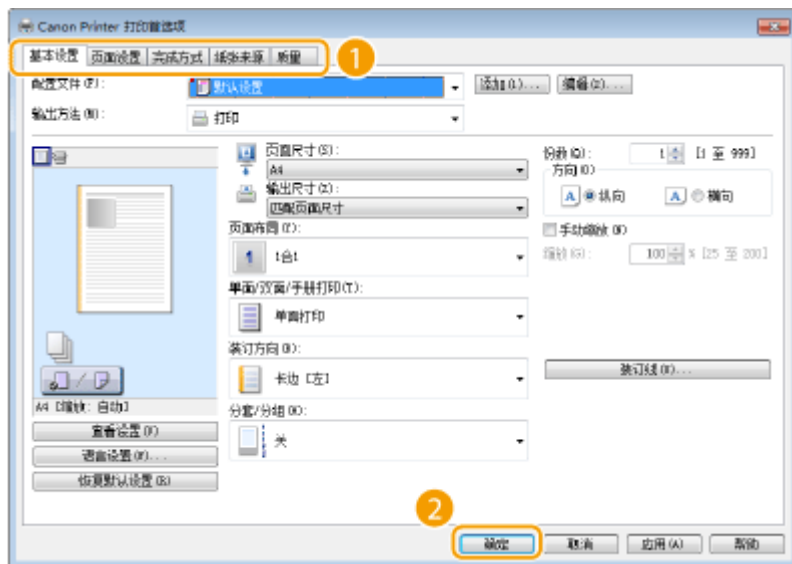 Canon Printer 打印首选项
基本设置 页面设置 完成方式 纸张来源 质量
1
配置文件(F): 默认设置 添加(1)... 编辑(2)...
输出方法(M): 打印
页面尺寸(S): A4
输出尺寸(Z): 匹配页面尺寸
份数(Q): 1 [1 至 999]
方向(O)
A 纵向 A 横向
手动缩放(N)
缩放(G): 100 % [25 至 200]
页面布局(Y):
1 1合1
单面/双面/手册打印(T):
单面打印
装订方向(B):
长边 [左]
装订线(U)...
分套/分组(X):
关
A4 [缩放: 自动]
查看设置(V)
语言设置(W)...
恢复默认设置(R)
2
确定 取消 应用(A) 帮助